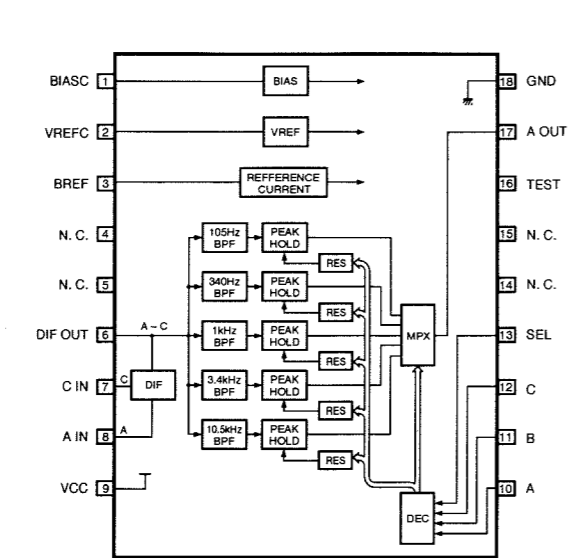 BIASC 1 BIAS 18 GND
VREFC 2 VREF 17 A OUT
BREF 3 REFFERENCE CURRENT 16 TEST
N. C. 4 105Hz BPF PEAK HOLD 15 N. C.
RES
N. C. 5 340Hz BPF PEAK HOLD 14 N. C.
RES
DIF OUT 6 A – C 1kHz BPF PEAK HOLD MPX 13 SEL
RES
C IN 7 C DIF 3.4kHz BPF PEAK HOLD 12 C
RES
A IN 8 A 10.5kHz BPF PEAK HOLD 11 B
RES
VCC 9 10 A
DEC